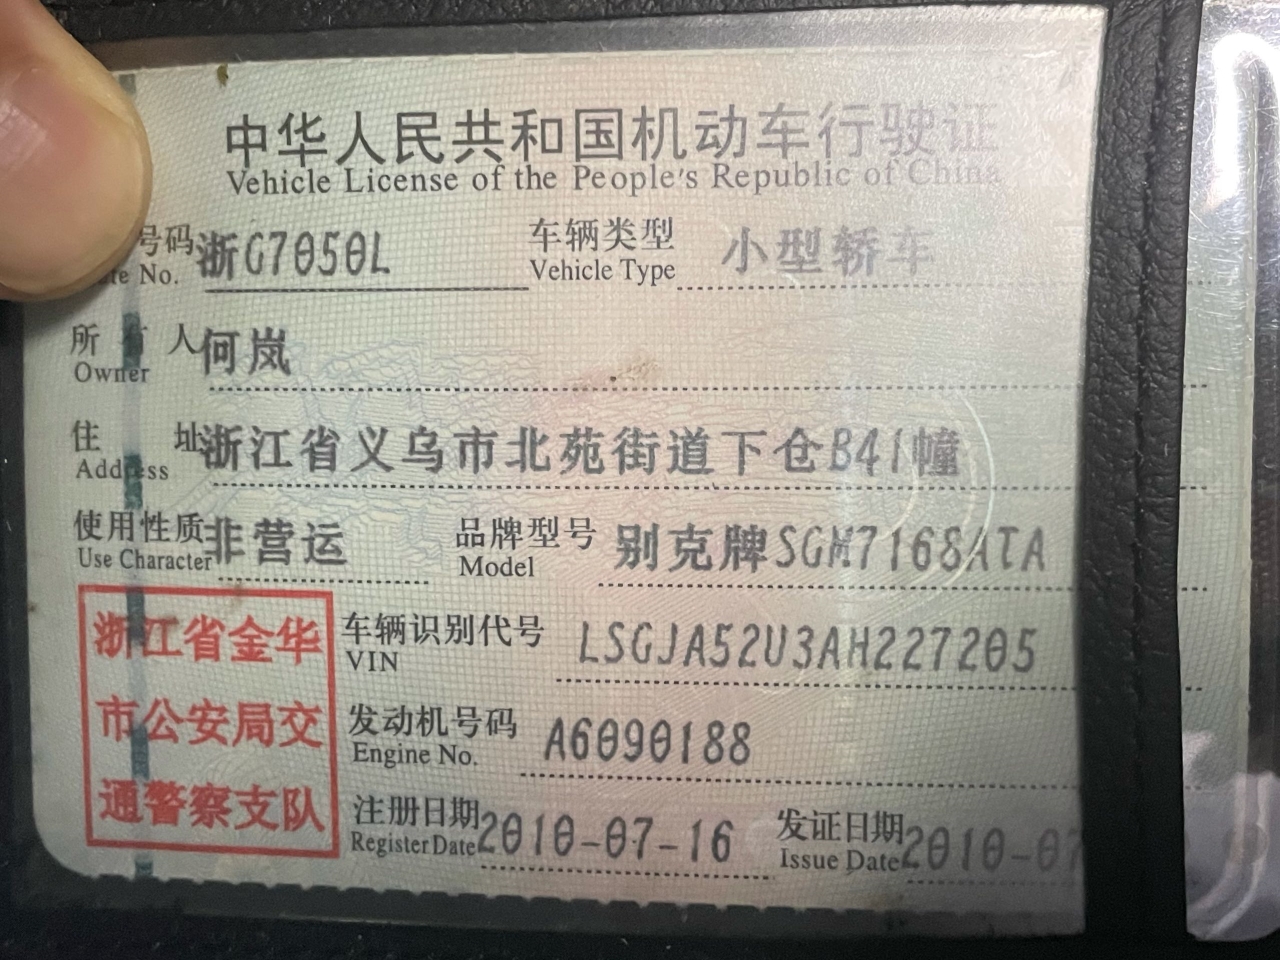 中华人民共和国机动车行驶证
Vehicle License of the People's Republic of China
号码 浙G7050L 车辆类型 小型轿车
No. Vehicle Type
所有人 何岚
Owner
住址 浙江省义乌市北苑街道下仓B41幢
Address
使用性质 非营运 品牌型号 别克牌SGM7168ATA
Use Character Model
浙江省金华
市公安局交
通警察支队
车辆识别代号 LSGJA52U3AH227205
VIN
发动机号码 A6090188
Engine No.
注册日期 2010-07-16 发证日期 2010-07
Register Date Issue Date